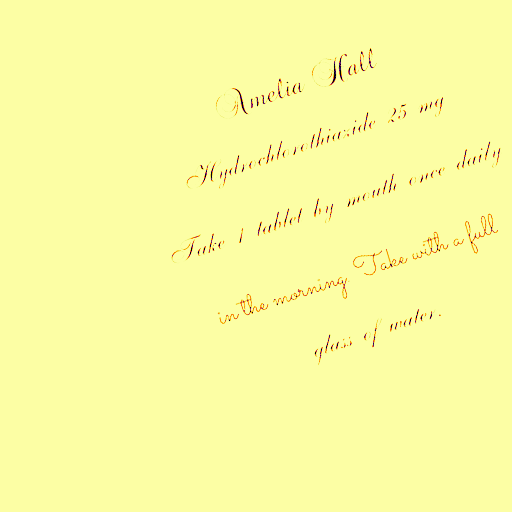 Amelia Hall
Hydrochlorothiazide 25 mg
Take 1 tablet by mouth once daily
in the morning Take with a full
glass of water.